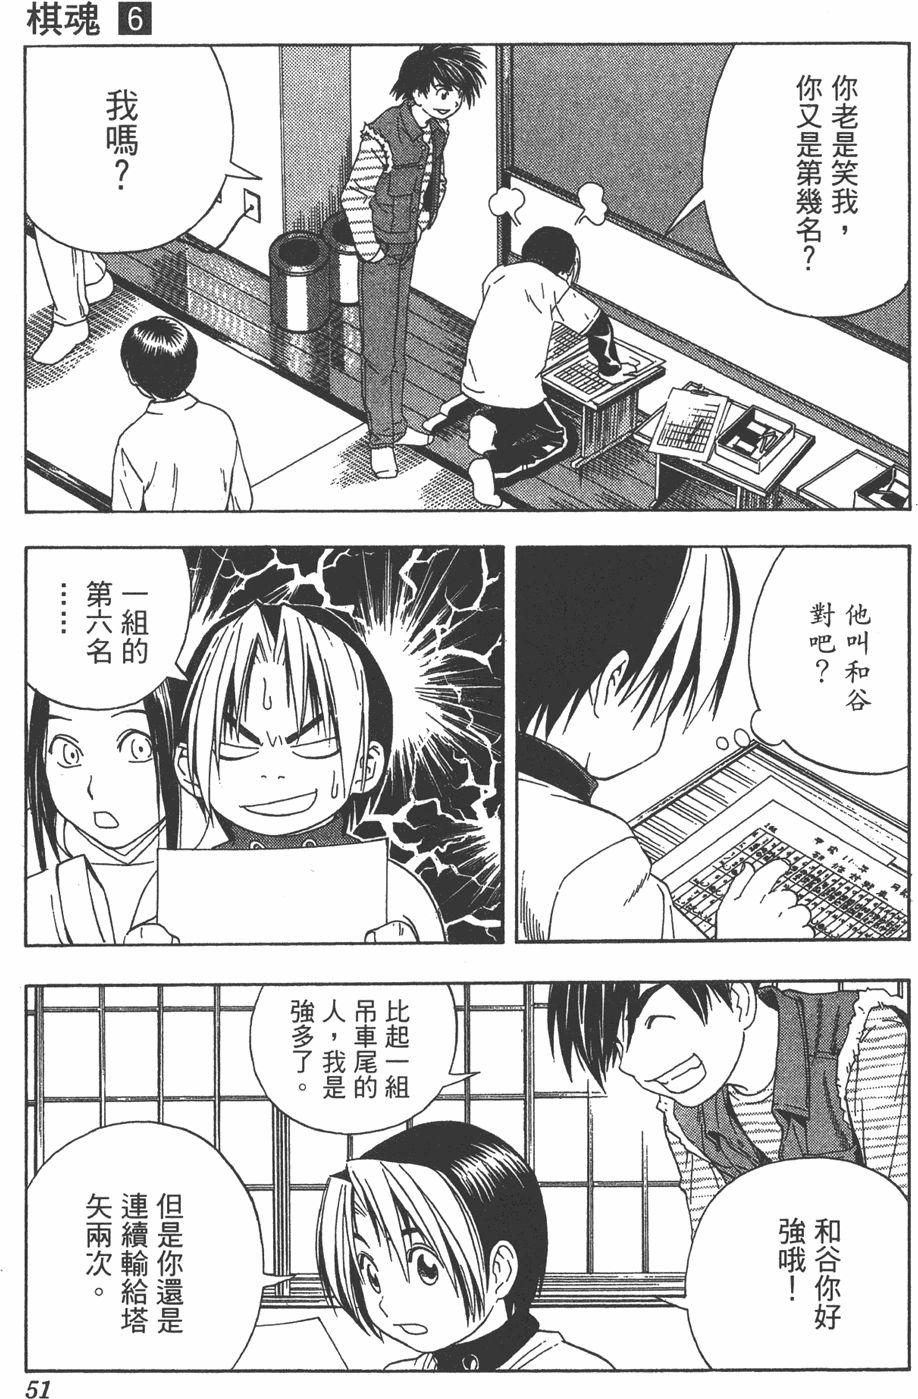 棋魂 6
你老是笑我，
你又是第幾名？
我嗎？
他叫和谷
對吧？
一組的
第六名
⋯⋯
和谷你好
強哦！
比起一組
吊車尾的
人，我是
強多了。
但是你還是
連續輸給塔
矢兩次。
51